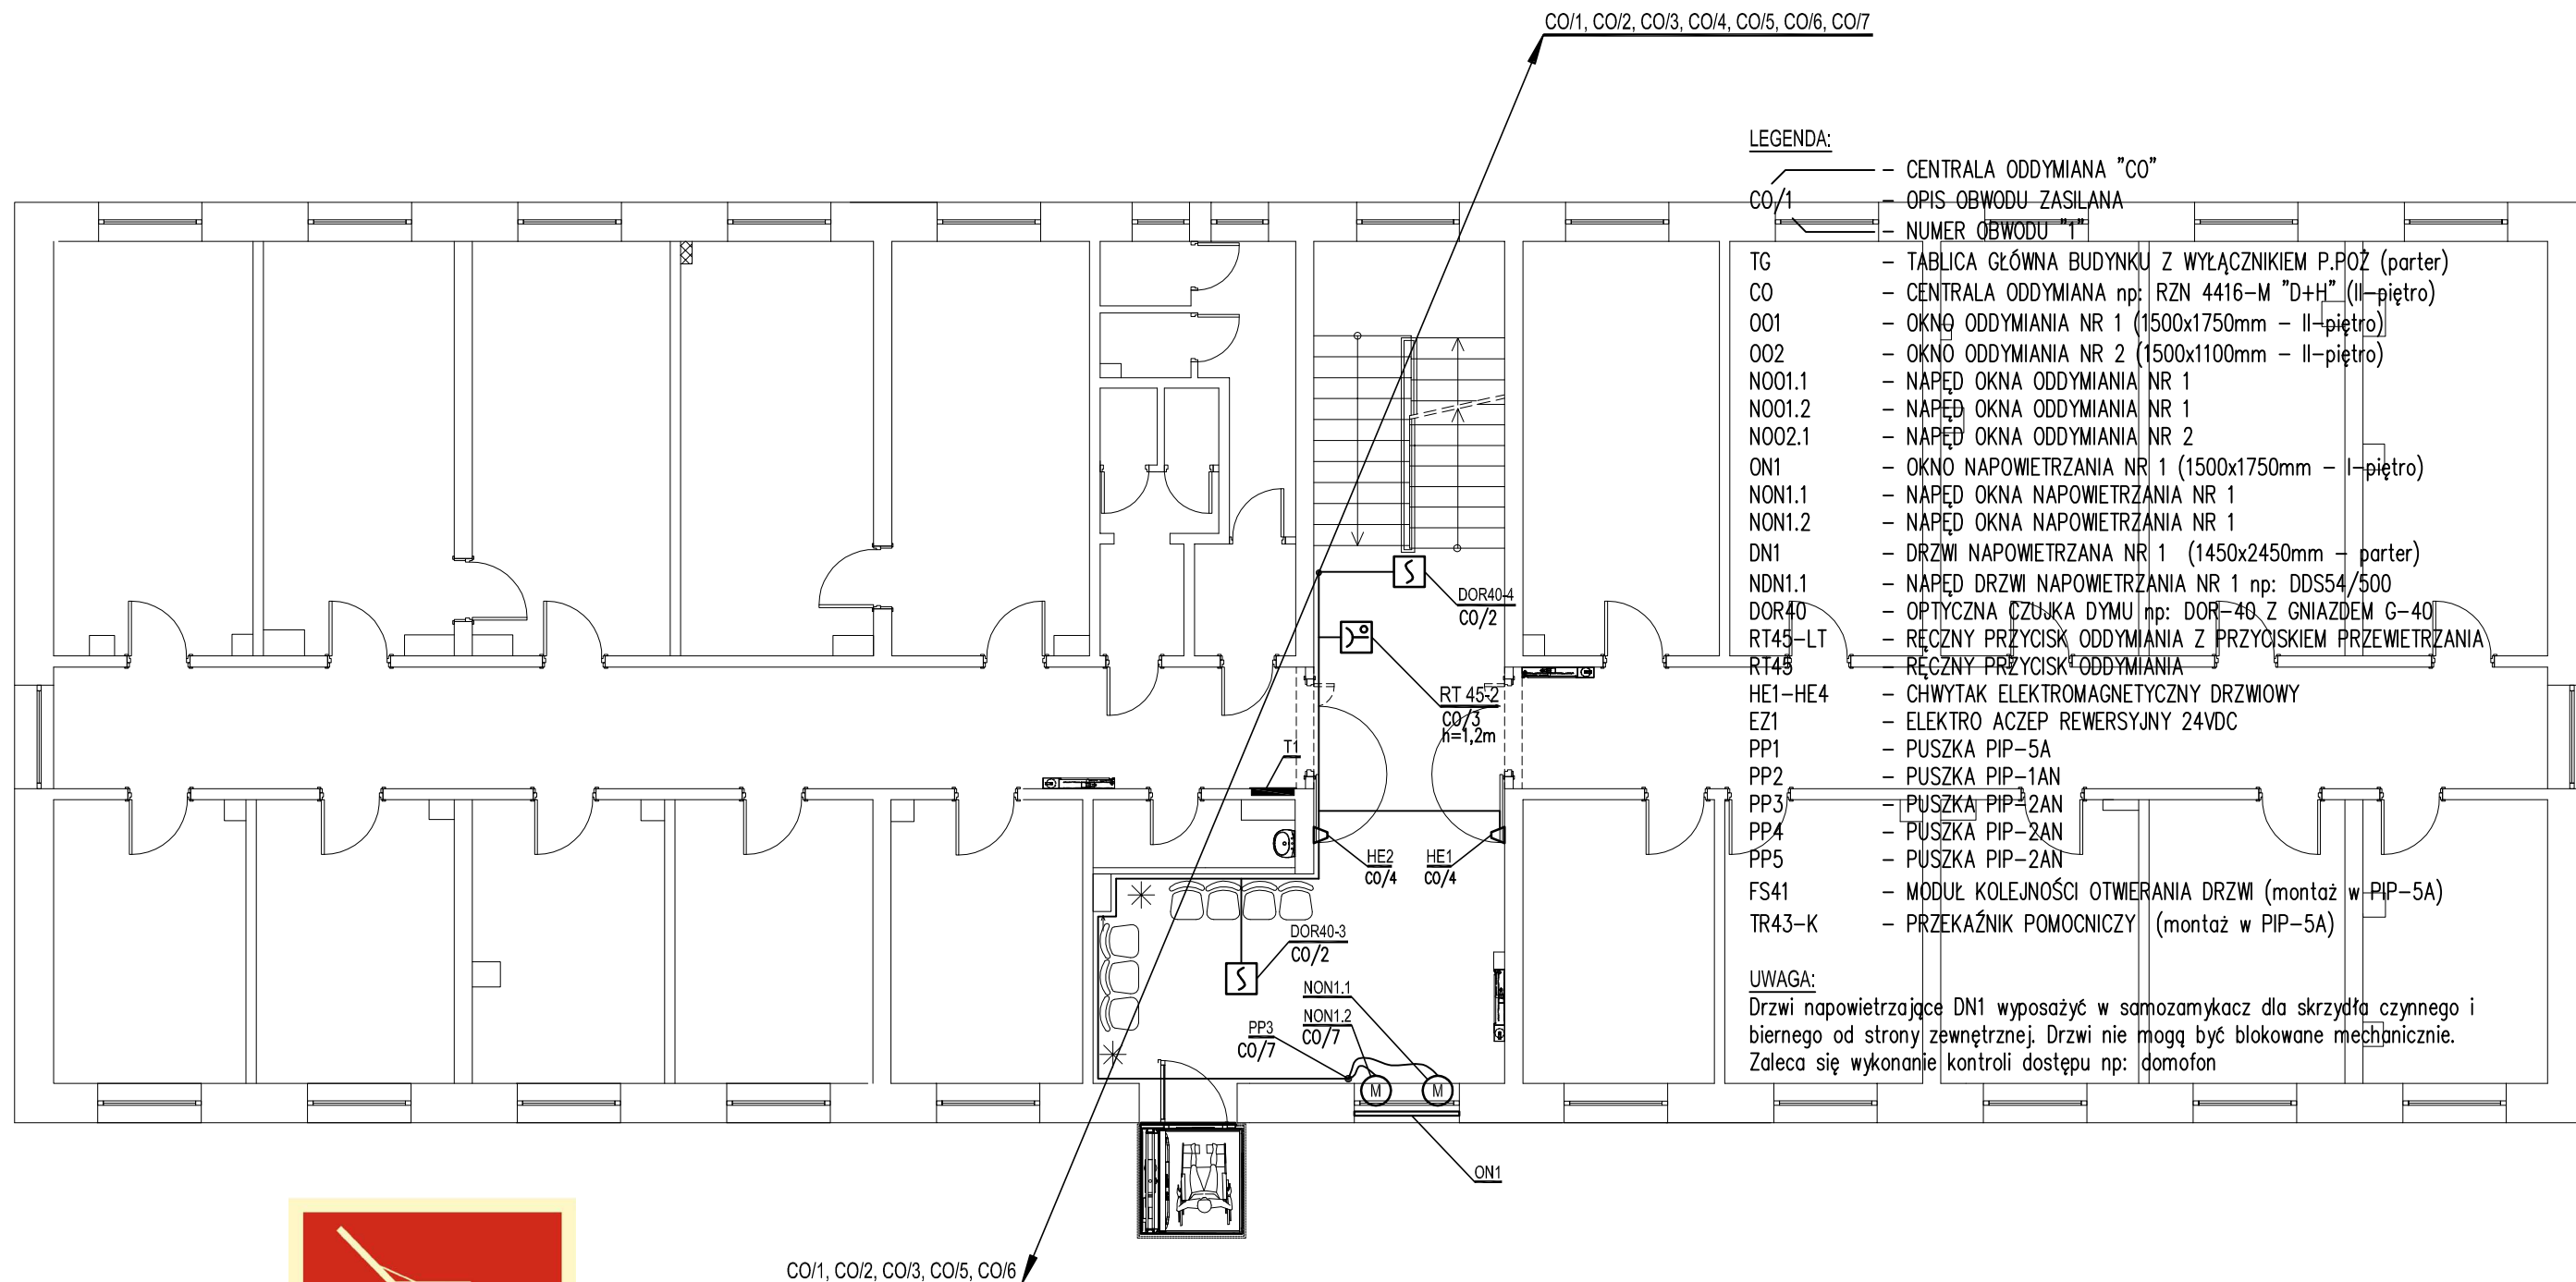 CO/1, CO/2, CO/3, CO/4, CO/5, CO/6, CO/7
LEGENDA:
– CENTRALA ODDYMIANA "CO"
CO/1 – OPIS OBWODU ZASILANA
– NUMER OBWODU "1"
TG – TABLICA GŁÓWNA BUDYNKU Z WYŁĄCZNIKIEM P.POŻ (parter)
CO – CENTRALA ODDYMIANA np: RZN 4416–M "D+H" (II–piętro)
OO1 – OKNO ODDYMIANIA NR 1 (1500x1750mm – II–piętro)
OO2 – OKNO ODDYMIANIA NR 2 (1500x1100mm – II–piętro)
NOO1.1 – NAPĘD OKNA ODDYMIANIA NR 1
NOO1.2 – NAPĘD OKNA ODDYMIANIA NR 1
NOO2.1 – NAPĘD OKNA ODDYMIANIA NR 2
ON1 – OKNO NAPOWIETRZANIA NR 1 (1500x1750mm – I–piętro)
NON1.1 – NAPĘD OKNA NAPOWIETRZANIA NR 1
NON1.2 – NAPĘD OKNA NAPOWIETRZANIA NR 1
DN1 – DRZWI NAPOWIETRZANA NR 1 (1450x2450mm – parter)
NDN1.1 – NAPĘD DRZWI NAPOWIETRZANIA NR 1 np: DDS54/500
DOR40 – OPTYCZNA CZUJKA DYMU np: DOR–40 Z GNIAZDEM G–40
RT45–LT – RĘCZNY PRZYCISK ODDYMIANIA Z PRZYCISKIEM PRZEWIETRZANIA
RT45 – RĘCZNY PRZYCISK ODDYMIANIA
HE1–HE4 – CHWYTAK ELEKTROMAGNETYCZNY DRZWIOWY
EZ1 – ELEKTRO ACZEP REWERSYJNY 24VDC
PP1 – PUSZKA PIP–5A
PP2 – PUSZKA PIP–1AN
PP3 – PUSZKA PIP–2AN
PP4 – PUSZKA PIP–2AN
PP5 – PUSZKA PIP–2AN
FS41 – MODUŁ KOLEJNOŚCI OTWIERANIA DRZWI (montaż w PIP–5A)
TR43–K – PRZEKAŹNIK POMOCNICZY (montaż w PIP–5A)
UWAGA:
Drzwi napowietrzające DN1 wyposażyć w samozamykacz dla skrzydła czynnego i
biernego od strony zewnętrznej. Drzwi nie mogą być blokowane mechanicznie.
Zaleca się wykonanie kontroli dostępu np: domofon
DOR40-4
CO/2
RT 45-2
CO/3
h=1,2m
T1
HE2
CO/4
HE1
CO/4
DOR40-3
CO/2
NON1.1
NON1.2
CO/7
PP3
CO/7
M
M
ON1
CO/1, CO/2, CO/3, CO/5, CO/6